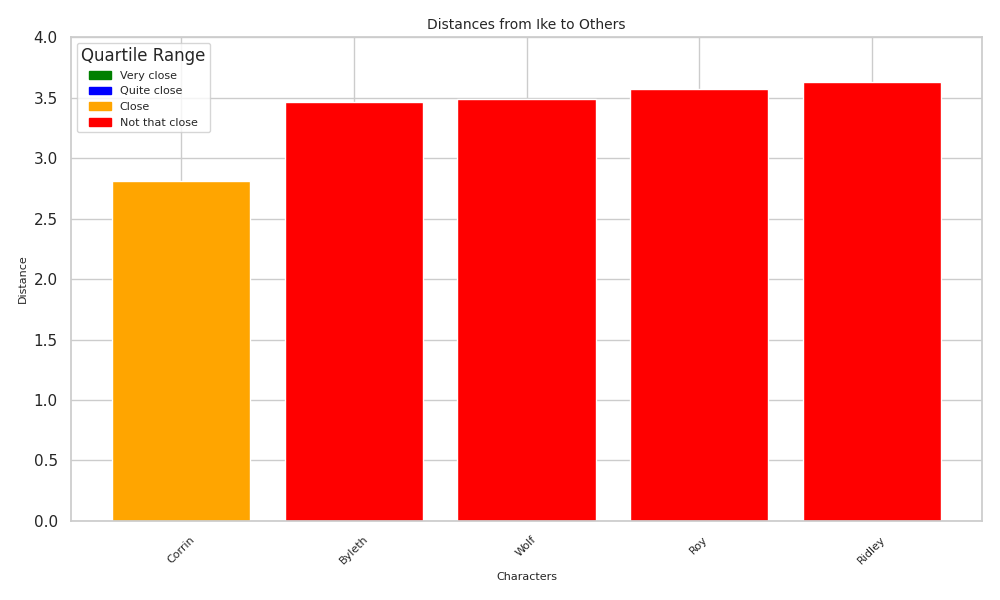 Distances from Ike to Others
Quartile Range
Very close
Quite close
Close
Not that close
Distance
4.0
3.5
3.0
2.5
2.0
1.5
1.0
0.5
0.0
Corrin
Byleth
Wolf
Roy
Ridley
Characters